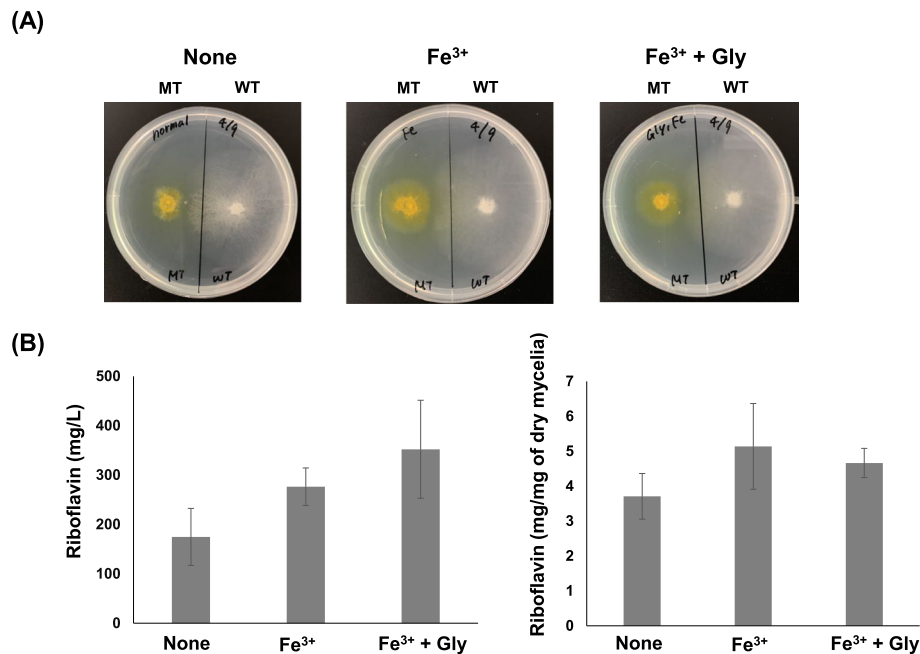 (A)
None
Fe³⁺
Fe³⁺ + Gly
MT WT
MT WT
MT WT
normal 4/9
Fe 4/9
Gly, Fe 4/9
MT WT
MT WT
MT WT
(B)
Riboflavin (mg/L)
500
400
300
200
100
0
None Fe³⁺ Fe³⁺ + Gly
Riboflavin (mg/mg of dry mycelia)
7
6
5
4
3
2
1
0
None Fe³⁺ Fe³⁺ + Gly